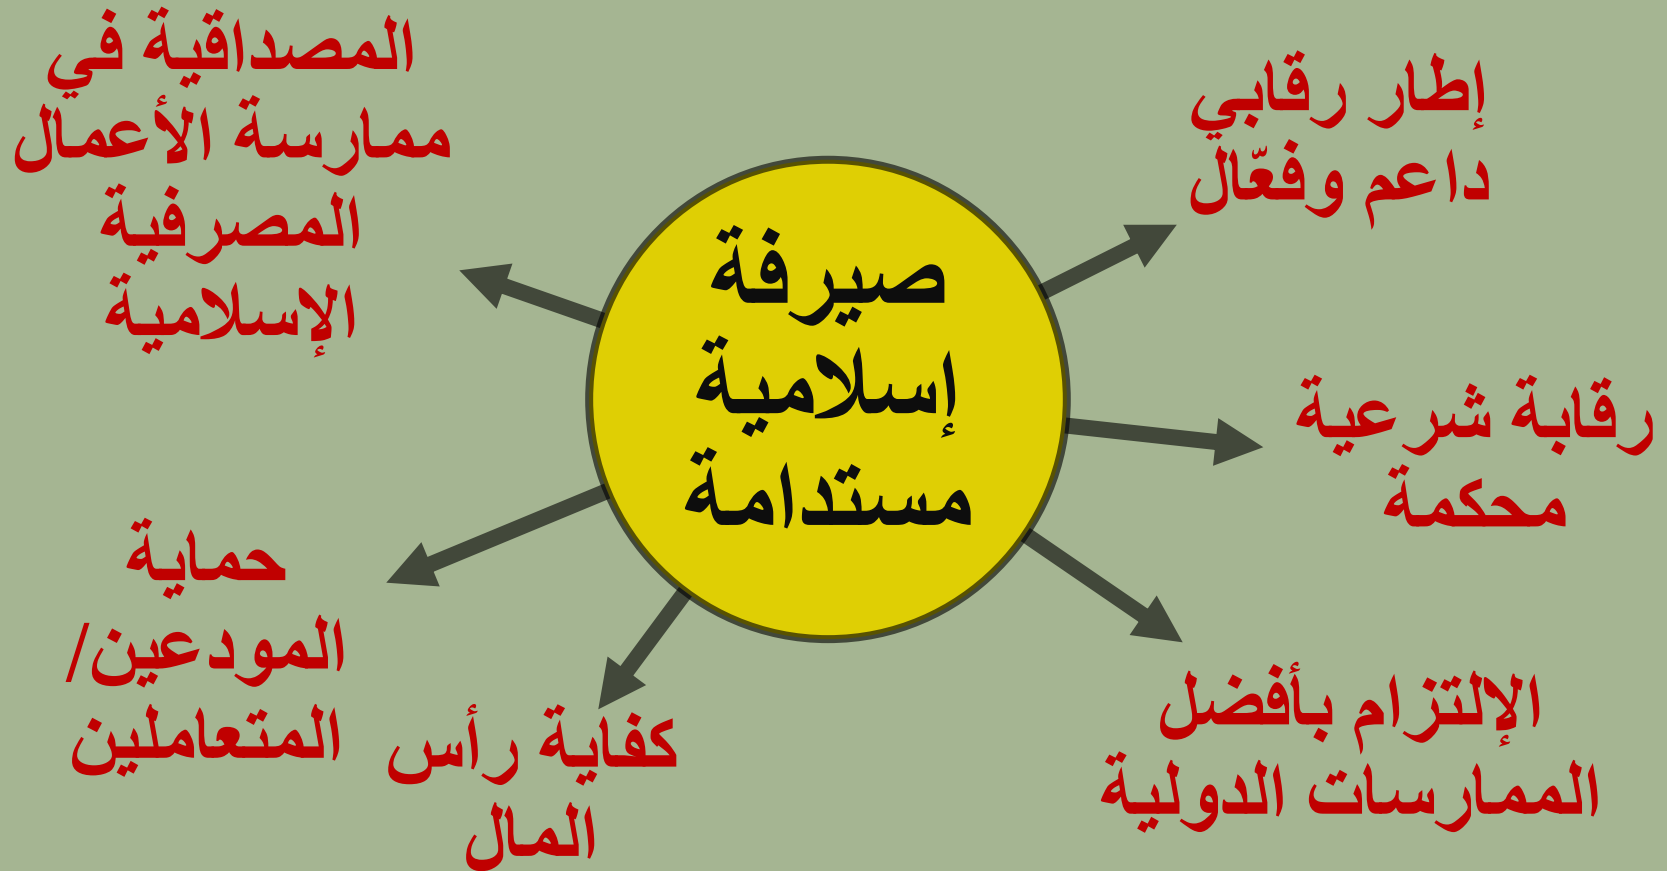 صيرفة
إسلامية
مستدامة
إطار رقابي
داعم وفعّال
رقابة شرعية
محكمة
الإلتزام بأفضل
الممارسات الدولية
كفاية رأس
المال
حماية
المودعين/
المتعاملين
المصداقية في
ممارسة الأعمال
المصرفية
الإسلامية